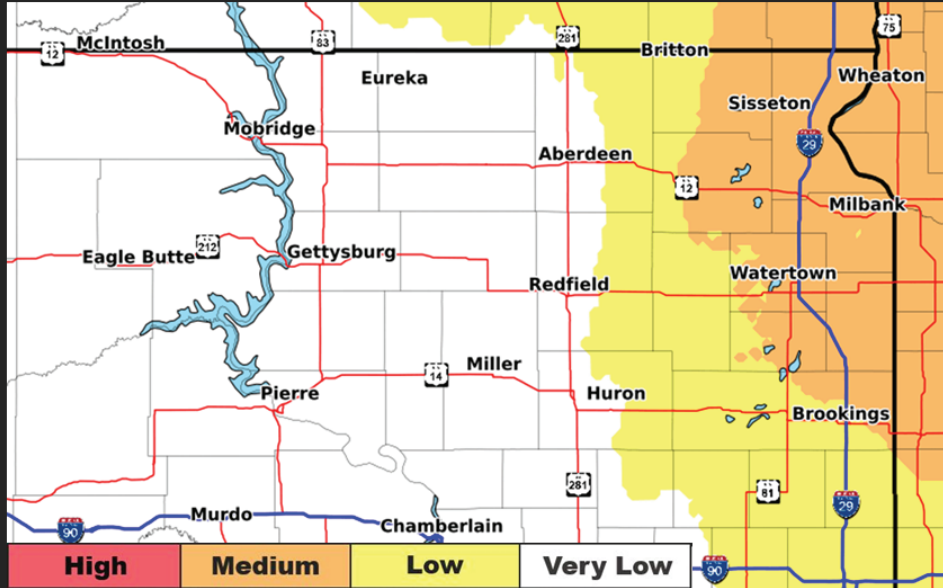 75
83
281
12
McIntosh
Britton
Eureka
Wheaton
Sisseton
Mobridge
29
Aberdeen
12
Milbank
212
Eagle Butte
Gettysburg
Watertown
Redfield
14
Miller
Pierre
Huron
Brookings
281
81
29
Murdo
90
Chamberlain
High
Medium
Low
Very Low
90